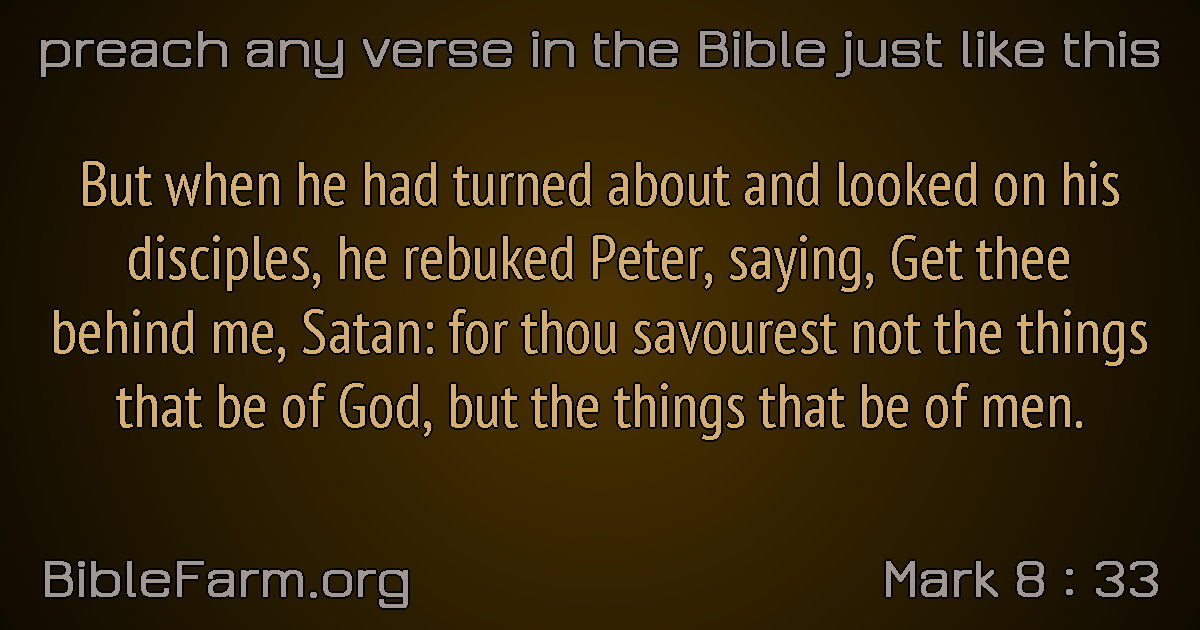 preach any verse in the Bible just like this
But when he had turned about and looked on his
disciples, he rebuked Peter, saying, Get thee
behind me, Satan: for thou savourest not the things
that be of God, but the things that be of men.
BibleFarm.org
Mark 8 : 33